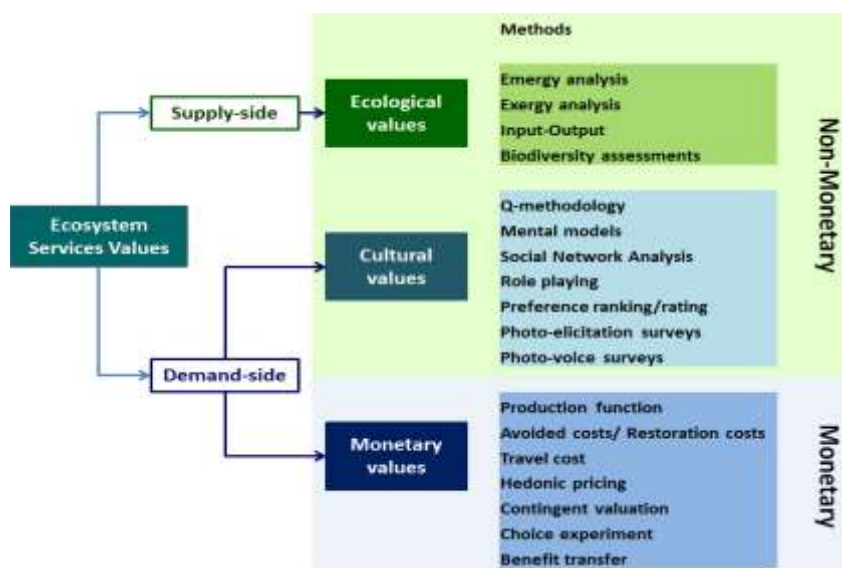 Methods
Supply-side
Ecological
values
Emergy analysis
Exergy analysis
Input-Output
Biodiversity assessments
Non-Monetary
Ecosystem
Services Values
Cultural
values
Q-methodology
Mental models
Social Network Analysis
Role playing
Preference ranking/rating
Photo-elicitation surveys
Photo-voice surveys
Demand-side
Monetary
values
Production function
Avoided costs/ Restoration costs
Travel cost
Hedonic pricing
Contingent valuation
Choice experiment
Benefit transfer
Monetary